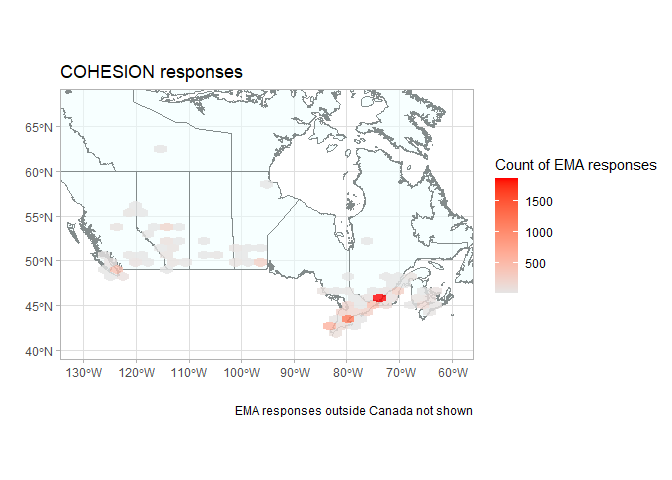 COHESION responses
65°N
60°N
55°N
50°N
45°N
40°N
130°W
120°W
110°W
100°W
90°W
80°W
70°W
60°W
Count of EMA responses
1500
1000
500
EMA responses outside Canada not shown